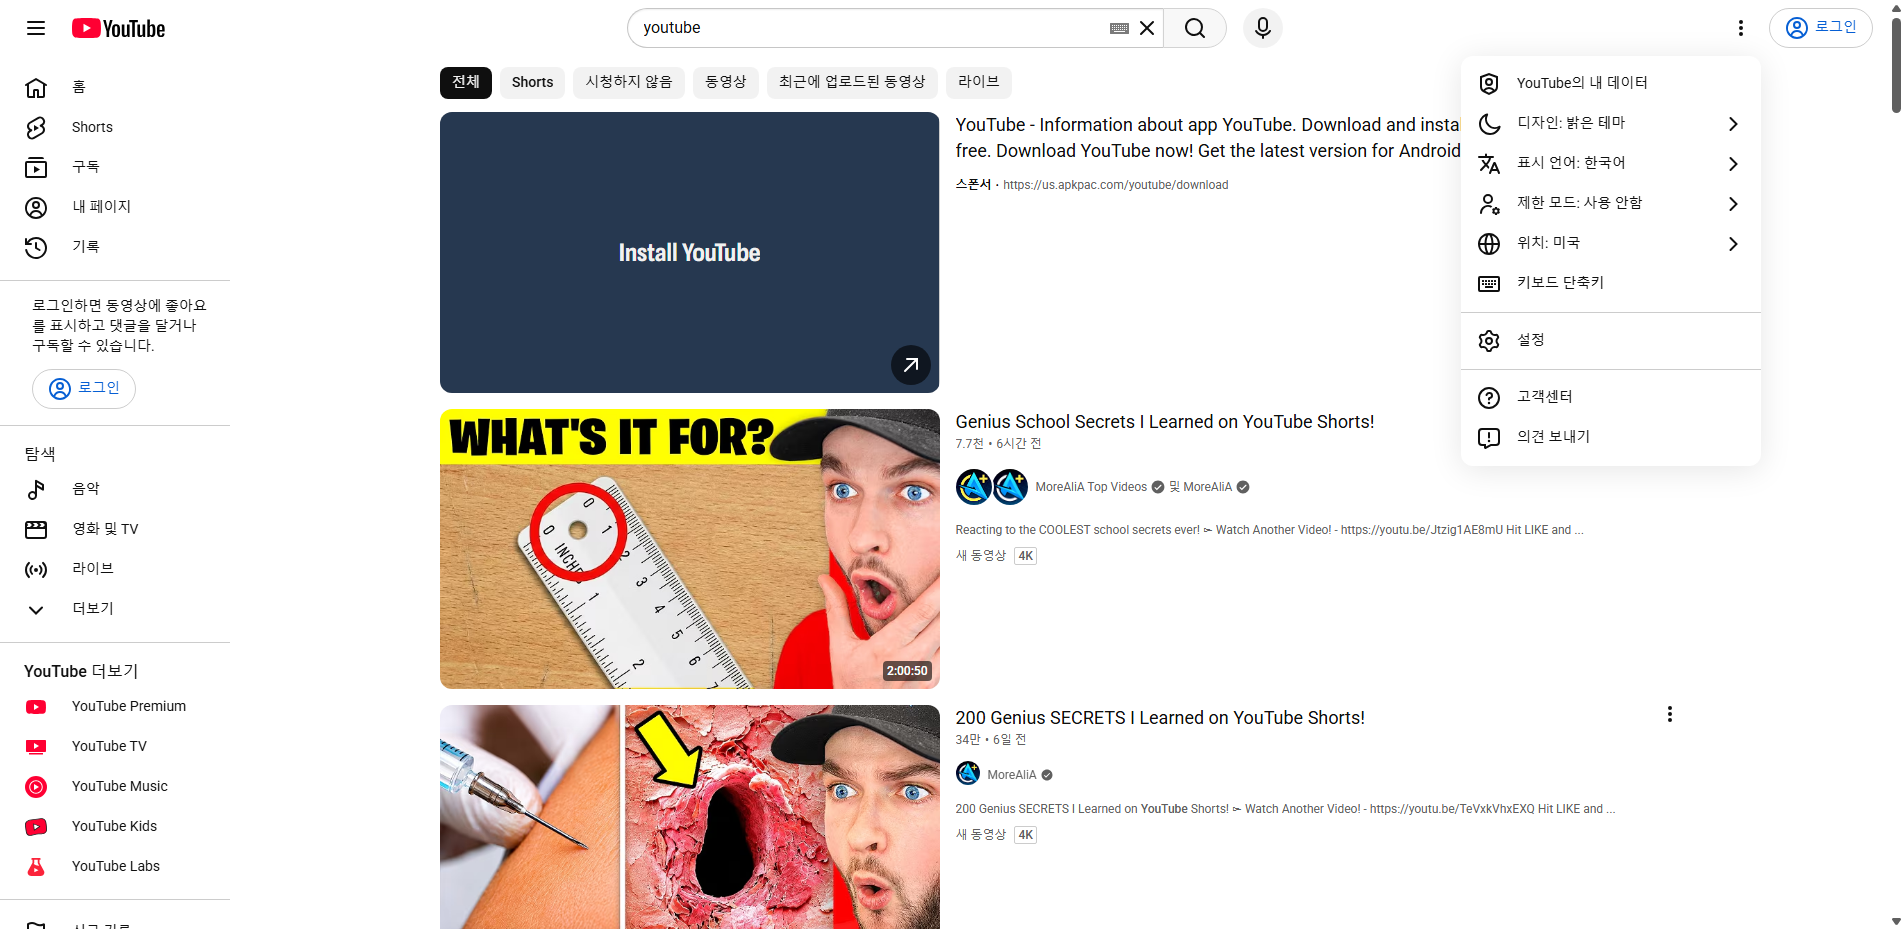 YouTube
youtube
로그인
홈
Shorts
구독
내 페이지
기록
로그인하면 동영상에 좋아요
를 표시하고 댓글을 달거나
구독할 수 있습니다.
로그인
탐색
음악
영화 및 TV
라이브
더보기
YouTube 더보기
YouTube Premium
YouTube TV
YouTube Music
YouTube Kids
YouTube Labs
전체
Shorts
시청하지 않음
동영상
최근에 업로드된 동영상
라이브
Install YouTube
YouTube - Information about app YouTube. Download and instal
free. Download YouTube now! Get the latest version for Android
스폰서 · https://us.apkpac.com/youtube/download
WHAT'S IT FOR?
0 0 1
INCHES
1 2 3 4 5 6 7
1 2
2:00:50
Genius School Secrets I Learned on YouTube Shorts!
7.7천 • 6시간 전
MoreAliA Top Videos 및 MoreAliA
Reacting to the COOLEST school secrets ever! ➛ Watch Another Video! - https://youtu.be/Jtzig1AE8mU Hit LIKE and ...
새 동영상 4K
200 Genius SECRETS I Learned on YouTube Shorts!
34만 • 6일 전
MoreAliA
200 Genius SECRETS I Learned on YouTube Shorts! ➛ Watch Another Video! - https://youtu.be/TeVxkVhxEXQ Hit LIKE and ...
새 동영상 4K
YouTube의 내 데이터
디자인: 밝은 테마
표시 언어: 한국어
제한 모드: 사용 안함
위치: 미국
키보드 단축키
설정
고객센터
의견 보내기